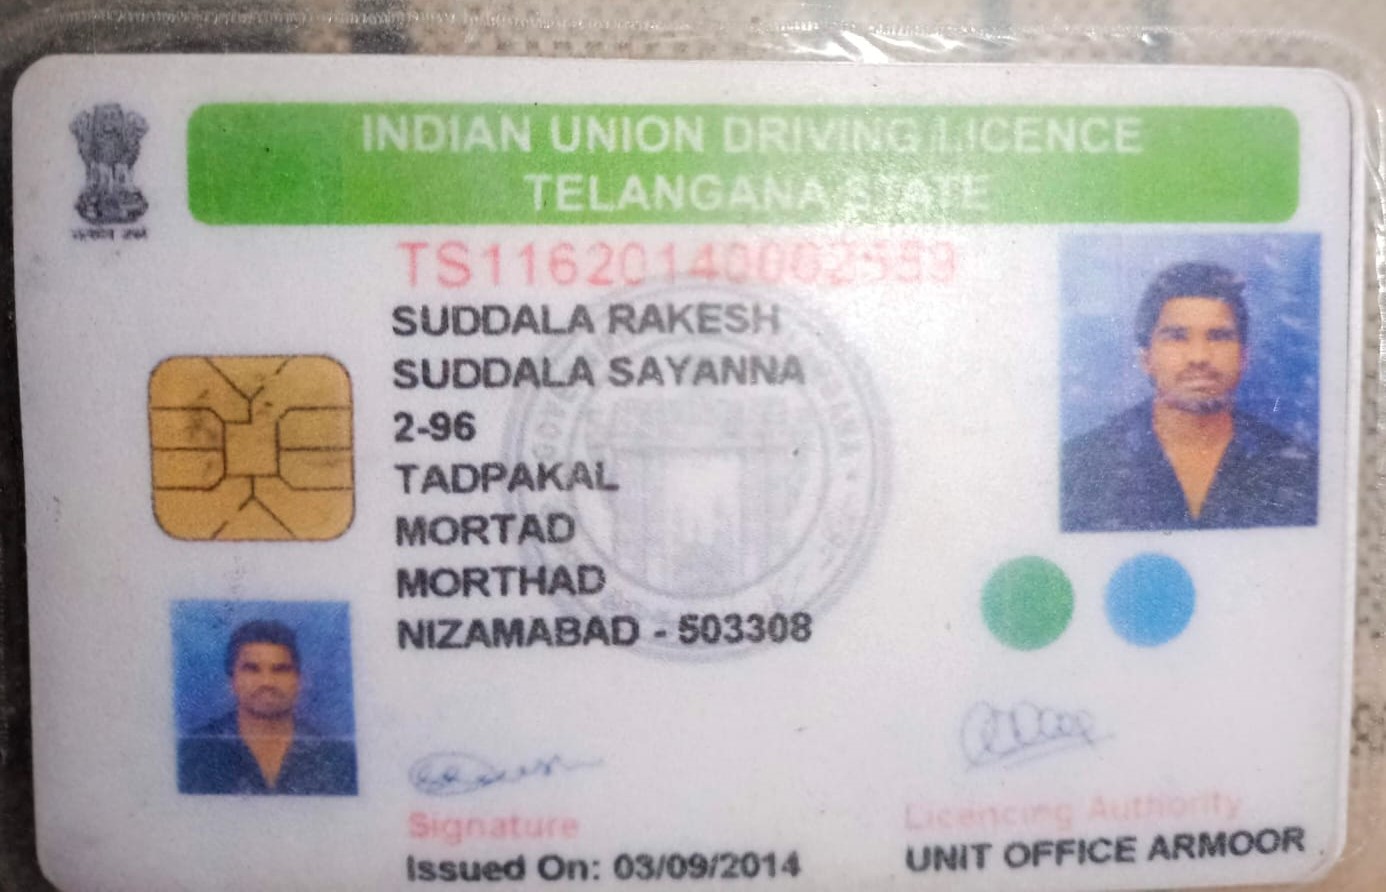 INDIAN UNION DRIVING LICENCE
TELANGANA STATE
TS11620140002559
SUDDALA RAKESH
SUDDALA SAYANNA
2-96
TADPAKAL
MORTAD
MORTHAD
NIZAMABAD - 503308
Signature
Licencing Authority
Issued On: 03/09/2014
UNIT OFFICE ARMOOR